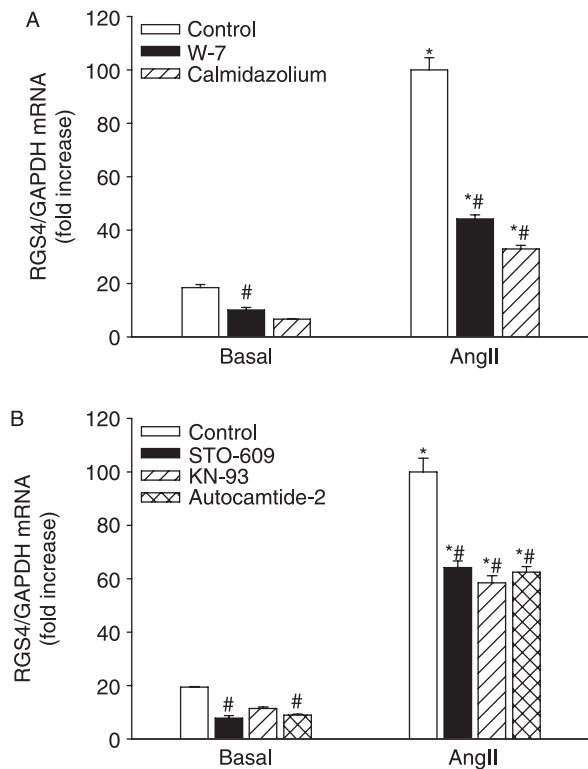 A
Control
W-7
Calmidazolium
RGS4/GAPDH mRNA
(fold increase)
120
100
80
60
40
20
0
#
*
*#
*#
Basal
AngII
B
Control
STO-609
KN-93
Autocamtide-2
RGS4/GAPDH mRNA
(fold increase)
120
100
80
60
40
20
0
#
#
*
*#
*#
*#
Basal
AngII